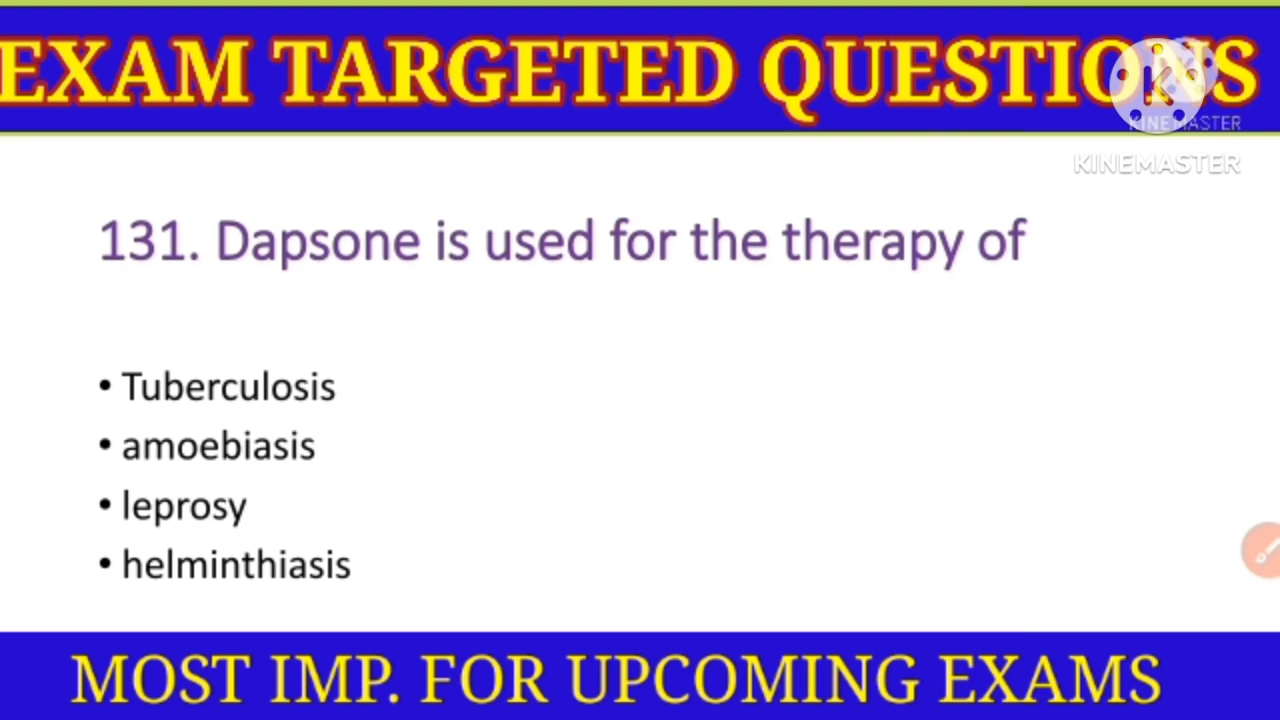 EXAM TARGETED QUESTIONS
KINEMASTER
KINEMASTER
131. Dapsone is used for the therapy of
• Tuberculosis
• amoebiasis
• leprosy
• helminthiasis
MOST IMP. FOR UPCOMING EXAMS